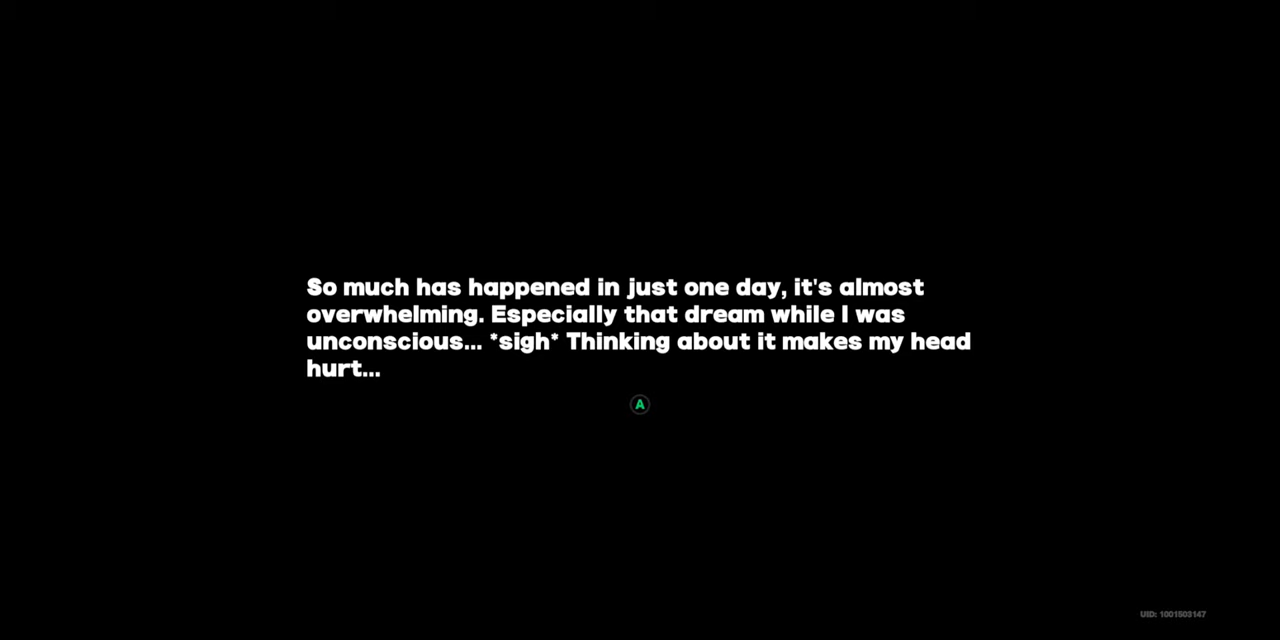 So much has happened in just one day, it's almost
overwhelming. Especially that dream while I was
unconscious... *sigh* Thinking about it makes my head
hurt...
A
UID: 1001503147